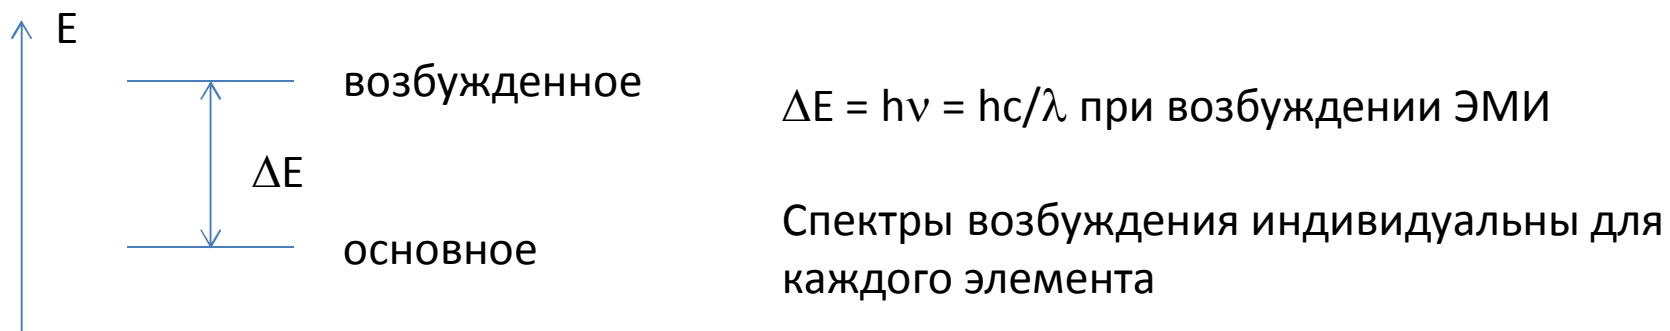 E
возбужденное
ΔE
основное
ΔE = hν = hc/λ при возбуждении ЭМИ
Спектры возбуждения индивидуальны для
каждого элемента